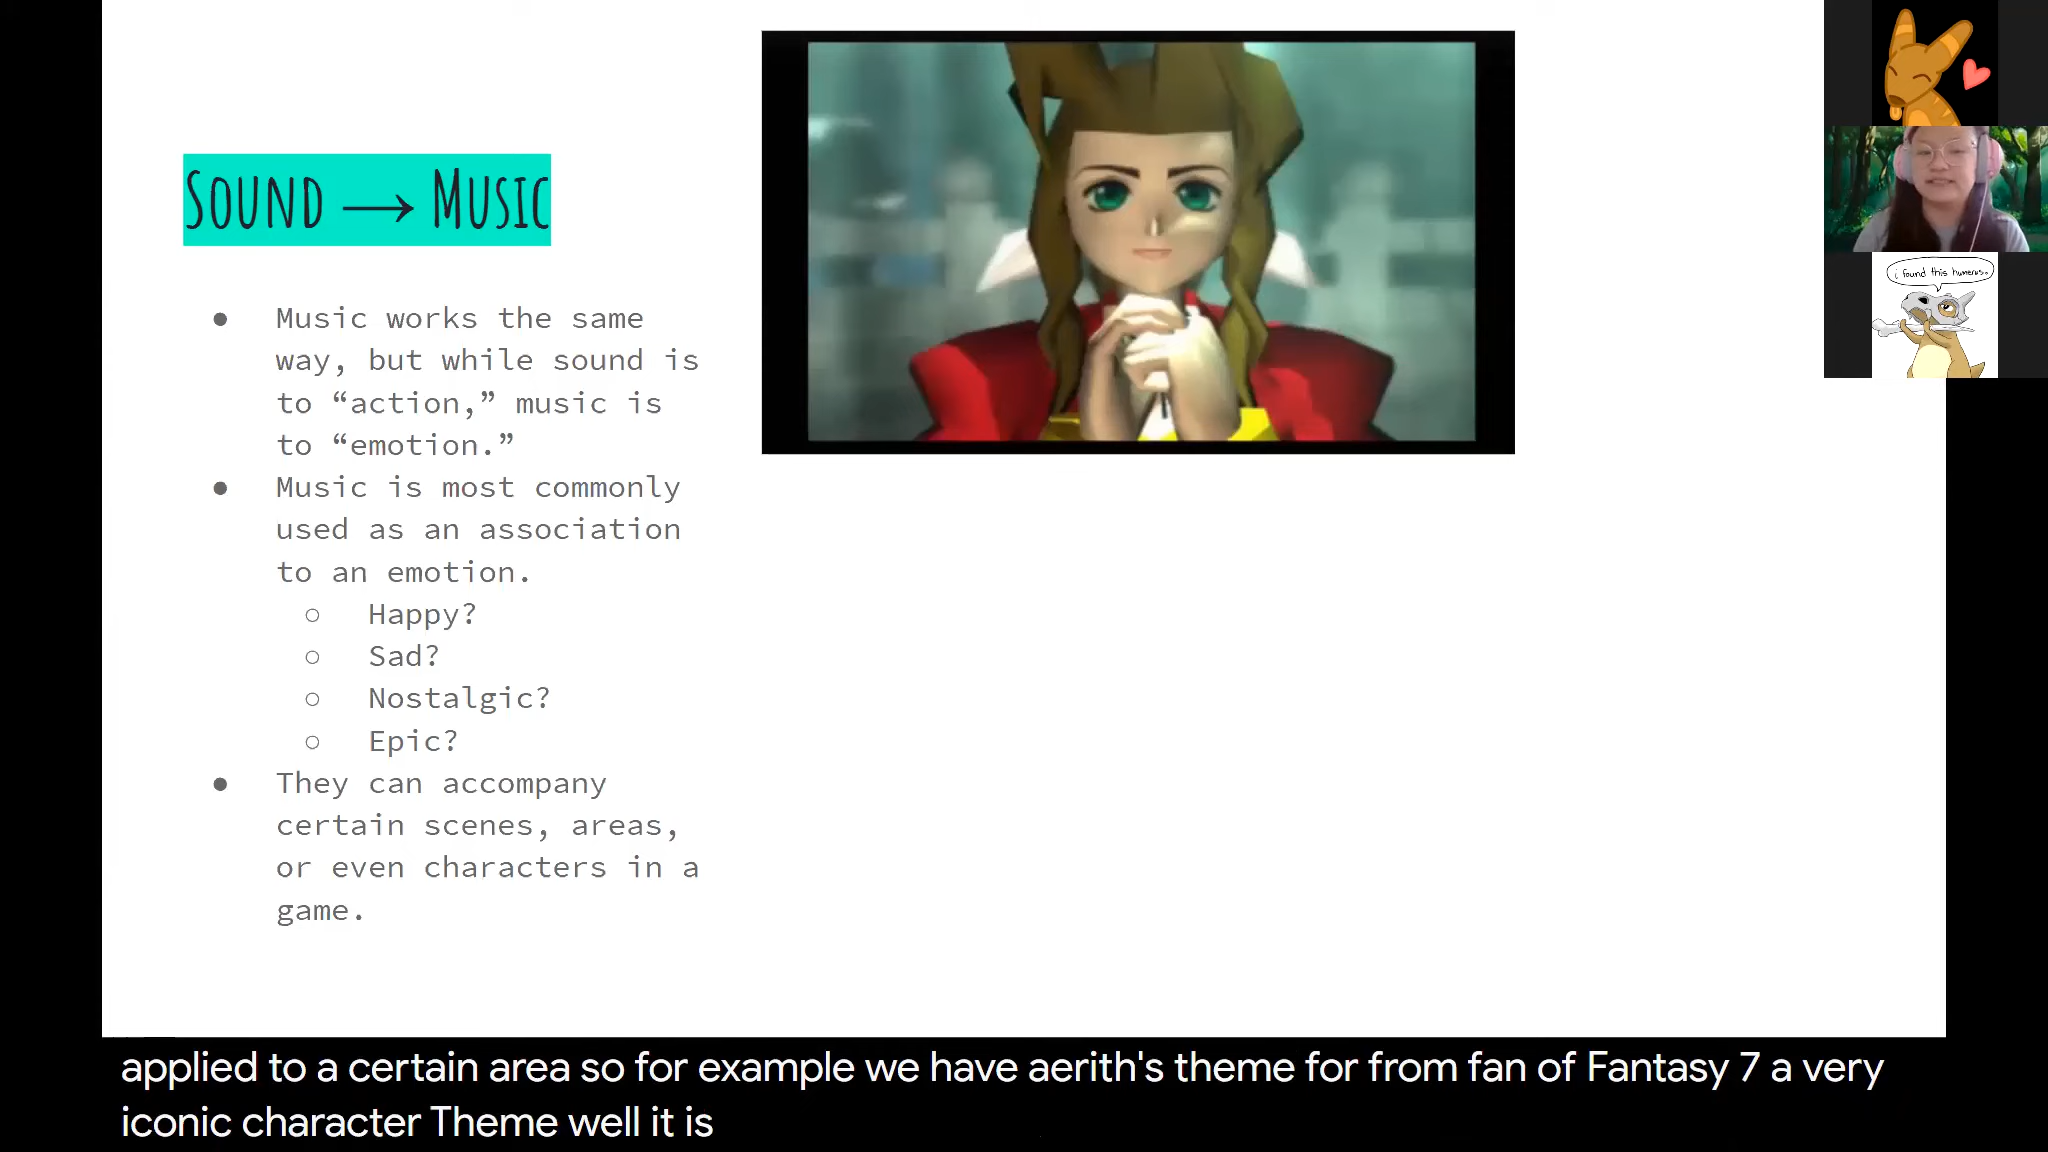 Sound → Music
● Music works the same
way, but while sound is
to “action,” music is
to “emotion.”
● Music is most commonly
used as an association
to an emotion.
○ Happy?
○ Sad?
○ Nostalgic?
○ Epic?
● They can accompany
certain scenes, areas,
or even characters in a
game.
i found this humerus.
applied to a certain area so for example we have aerith's theme for from fan of Fantasy 7 a very
iconic character Theme well it is